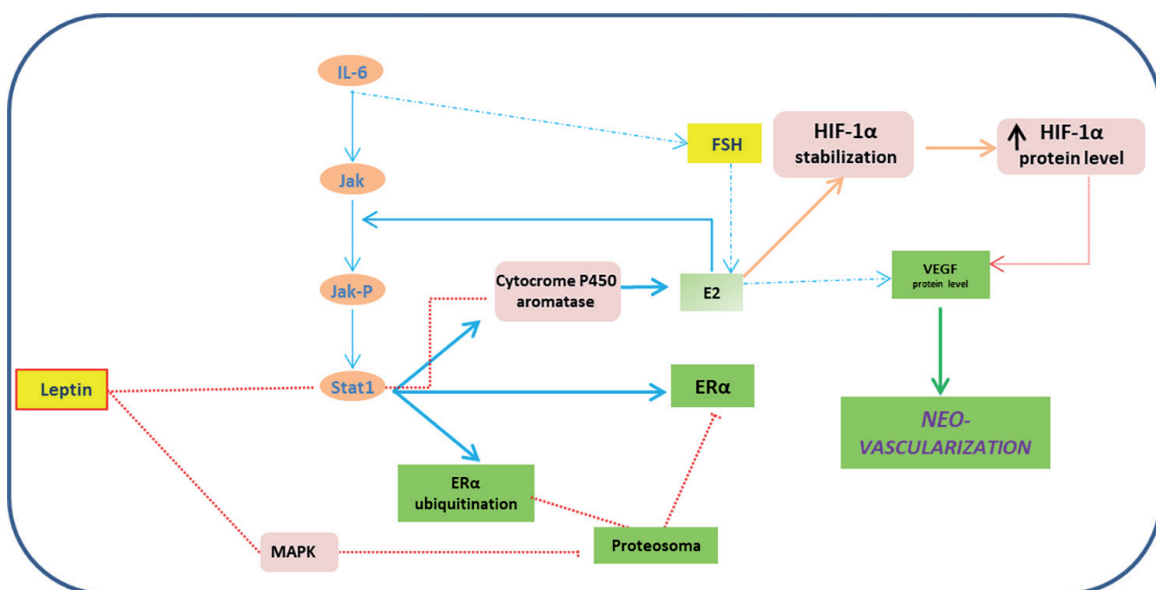 IL-6
FSH
HIF-1α
stabilization
↑ HIF-1α
protein level
Jak
Jak-P
Cytocrome P450
aromatase
E2
VEGF
protein level
Leptin
Stat1
ERα
NEO-
VASCULARIZATION
ERα
ubiquitination
MAPK
Proteosoma